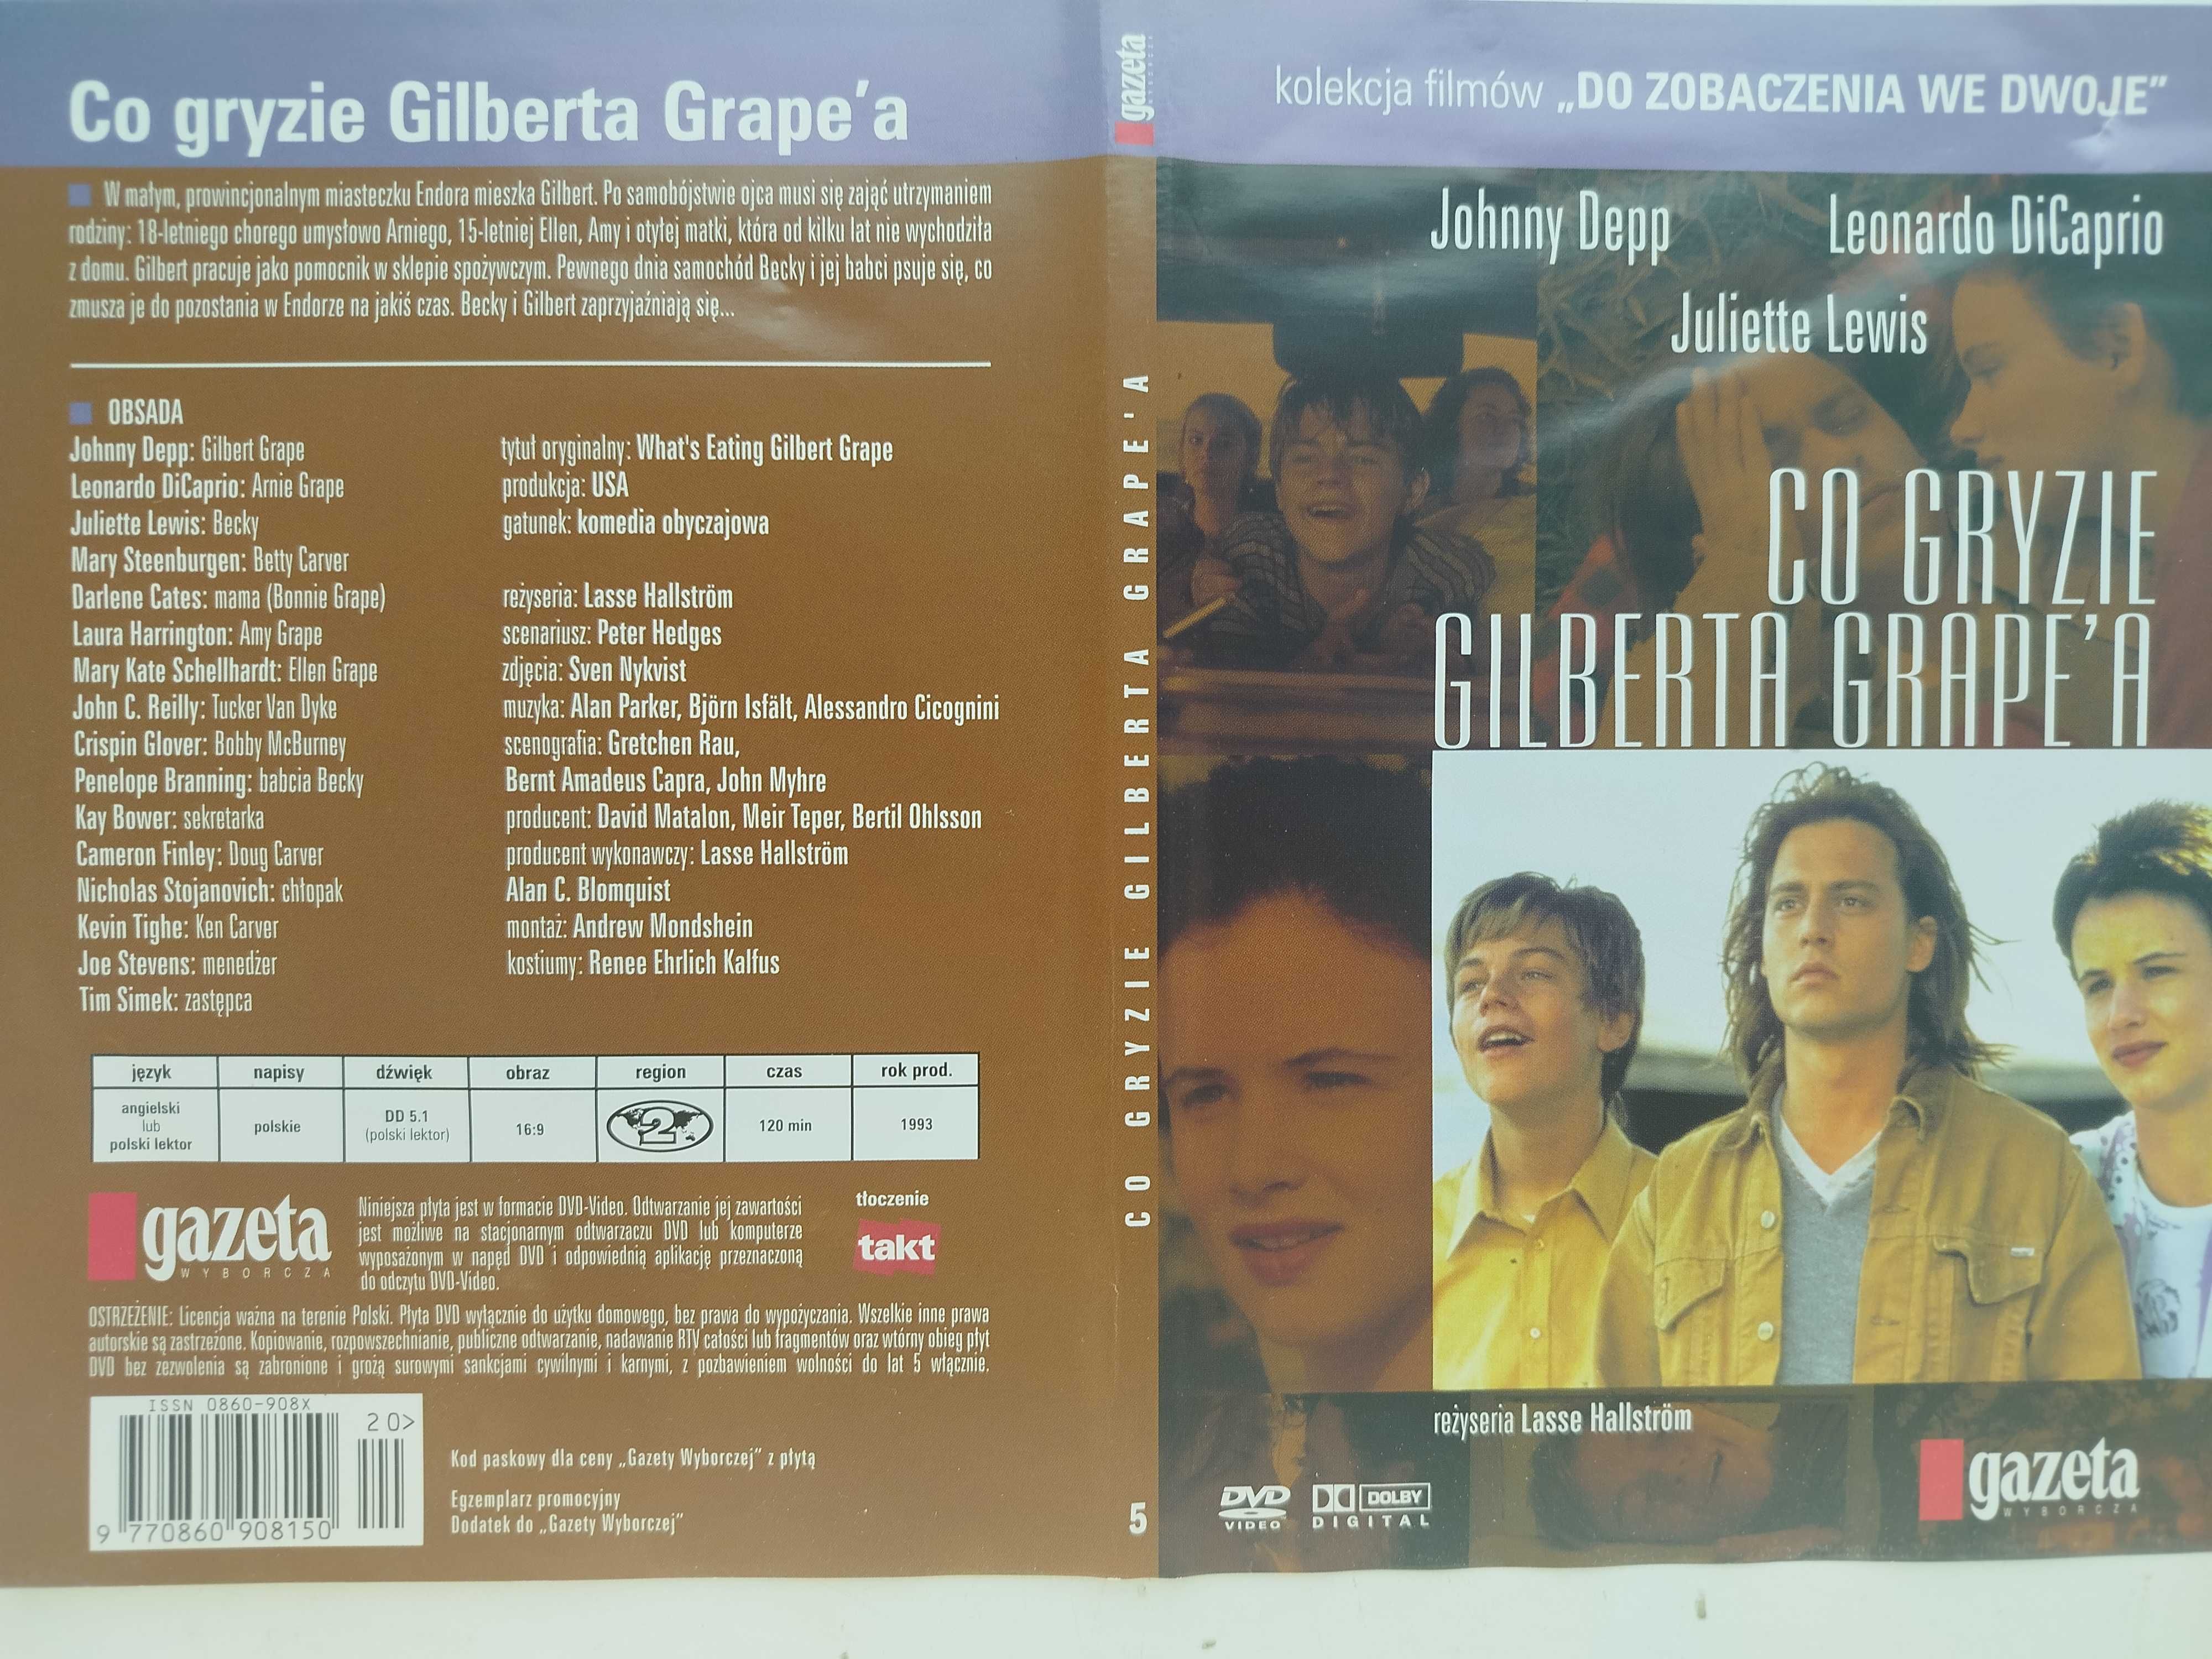 Co gryzie Gilberta Grape'a
W małym, prowincjonalnym miasteczku Endora mieszka Gilbert. Po samobójstwie ojca musi się zająć utrzymaniem
rodziny: 18-letniego chorego umysłowo Arniego, 15-letniej Ellen, Amy i otyłej matki, która od kilku lat nie wychodziła
z domu. Gilbert pracuje jako pomocnik w sklepie spożywczym. Pewnego dnia samochód Becky i jej babci psuje się, co
zmusza je do pozostania w Endorze na jakiś czas. Becky i Gilbert zaprzyjaźniają się...
OBSADA
Johnny Depp: Gilbert Grape
Leonardo DiCaprio: Arnie Grape
Juliette Lewis: Becky
Mary Steenburgen: Betty Carver
Darlene Cates: mama (Bonnie Grape)
Laura Harrington: Amy Grape
Mary Kate Schellhardt: Ellen Grape
John C. Reilly: Tucker Van Dyke
Crispin Glover: Bobby McBurney
Penelope Branning: babcia Becky
Kay Bower: sekretarka
Cameron Finley: Doug Carver
Nicholas Stojanovich: chłopak
Kevin Tighe: Ken Carver
Joe Stevens: menedżer
Tim Simek: zastępca
tytuł oryginalny: What's Eating Gilbert Grape
produkcja: USA
gatunek: komedia obyczajowa
reżyseria: Lasse Hallström
scenariusz: Peter Hedges
zdjęcia: Sven Nykvist
muzyka: Alan Parker, Björn Isfält, Alessandro Cicognini
scenografia: Gretchen Rau,
Bernt Amadeus Capra, John Myhre
producent: David Matalon, Meir Teper, Bertil Ohlsson
producent wykonawczy: Lasse Hallström
Alan C. Blomquist
montaż: Andrew Mondshein
kostiumy: Renee Ehrlich Kalfus
język napisy dźwięk obraz region czas rok prod.
angielski
lub
polski lektor
polskie
DD 5.1
(polski lektor)
16:9
2
120 min
1993
gazeta
WYBORCZA
Niniejsza płyta jest w formacie DVD-Video. Odtwarzanie jej zawartości
jest możliwe na stacjonarnym odtwarzaczu DVD lub komputerze
wyposażonym w napęd DVD i odpowiednią aplikację przeznaczoną
do odczytu DVD-Video.
tłoczenie
takt
OSTRZEŻENIE: Licencja ważna na terenie Polski. Płyta DVD wyłącznie do użytku domowego, bez prawa do wypożyczania. Wszelkie inne prawa
autorskie są zastrzeżone. Kopiowanie, rozpowszechnianie, publiczne odtwarzanie, nadawanie RTV całości lub fragmentów oraz wtórny obieg płyt
DVD bez zezwolenia są zabronione i grożą surowymi sankcjami cywilnymi i karnymi, z pozbawieniem wolności do lat 5 włącznie.
ISSN 0860-908X
20>
9 770860 908150
Kod paskowy dla ceny „Gazety Wyborczej” z płytą
Egzemplarz promocyjny
Dodatek do „Gazety Wyborczej”
gazeta
WYBORCZA
CO GRYZIE GILBERTA GRAPE'A
5
kolekcja filmów „DO ZOBACZENIA WE DWOJE”
Johnny Depp
Leonardo DiCaprio
Juliette Lewis
CO GRYZIE
GILBERTA GRAPE'A
reżyseria Lasse Hallström
DVD
VIDEO
DOLBY
DIGITAL
gazeta
WYBORCZA